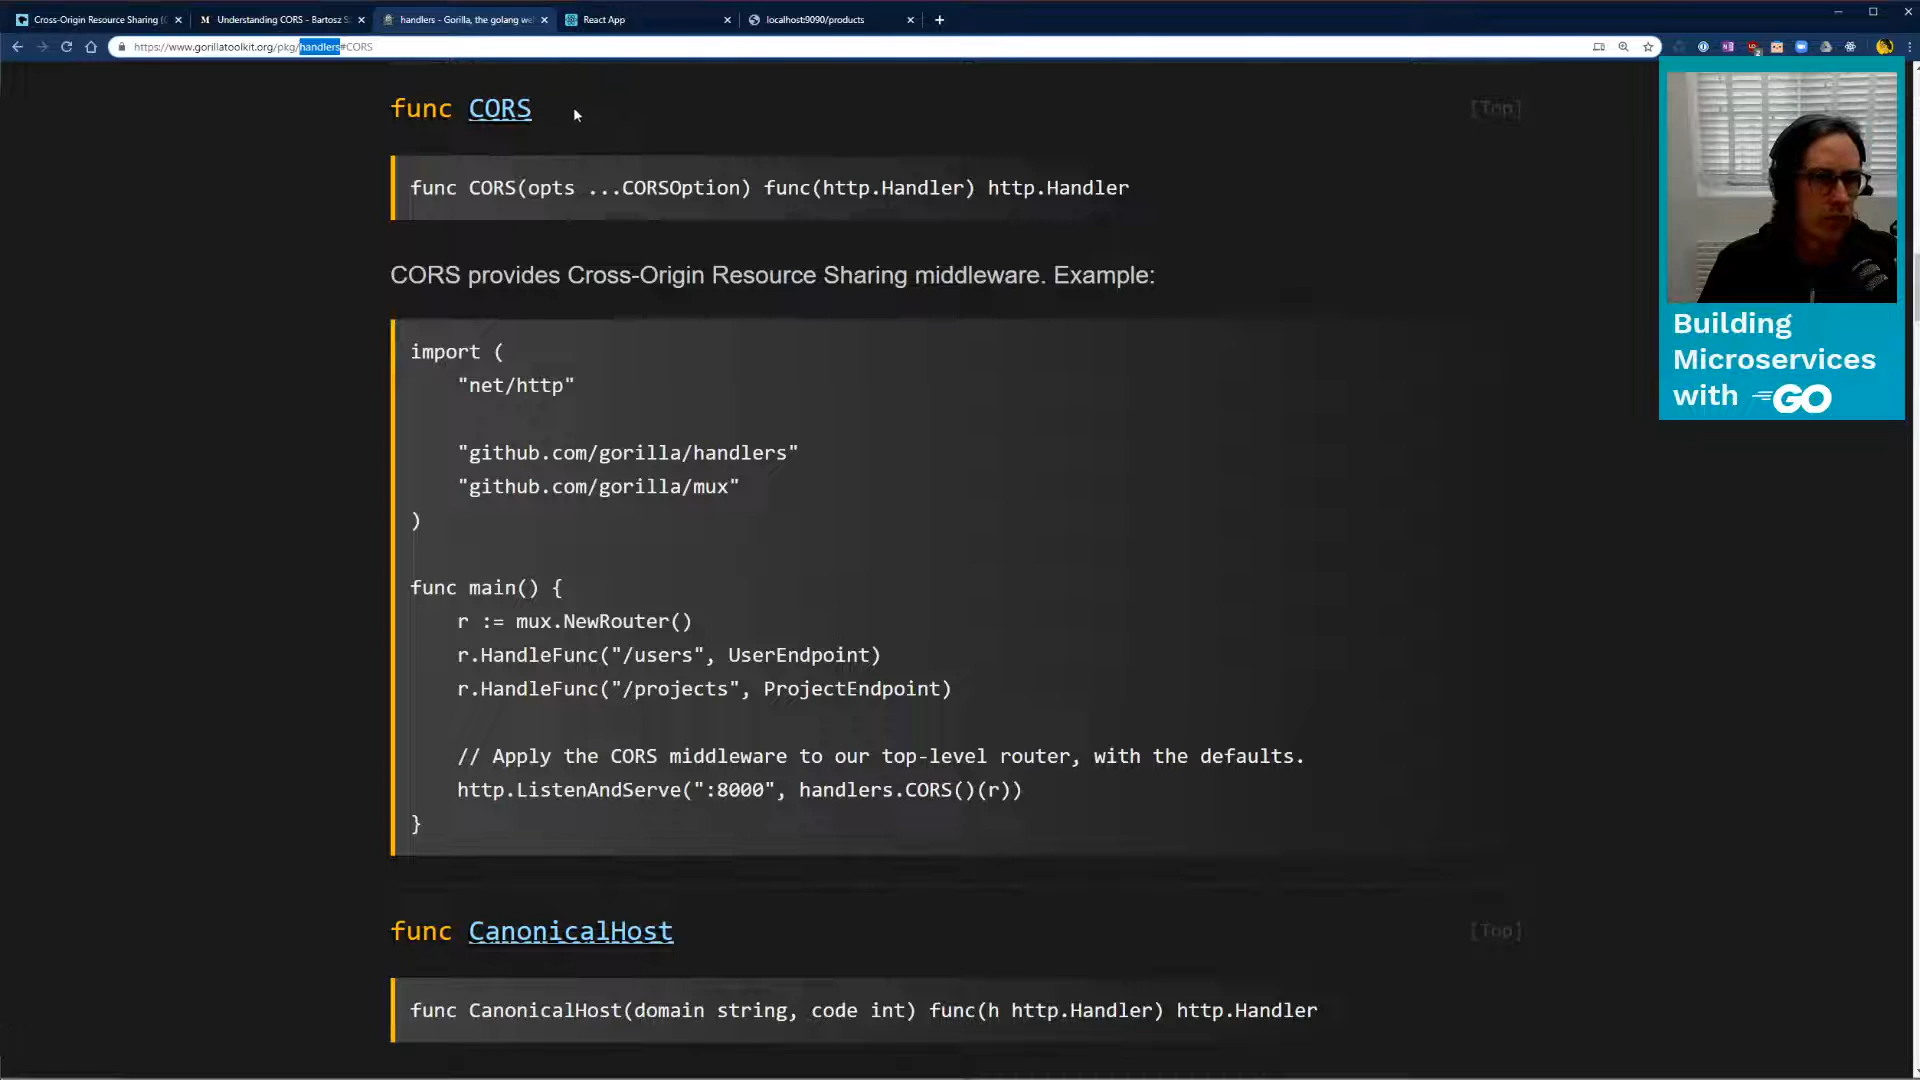 Cross-Origin Resource Sharing (C
Understanding CORS - Bartosz S
handlers - Gorilla, the golang we
React App
localhost:9090/products
https://www.gorillatoolkit.org/pkg/handlers#CORS
func CORS
[Top]
func CORS(opts ...CORSOption) func(http.Handler) http.Handler
CORS provides Cross-Origin Resource Sharing middleware. Example:
import (
"net/http"
"github.com/gorilla/handlers"
"github.com/gorilla/mux"
)
func main() {
r := mux.NewRouter()
r.HandleFunc("/users", UserEndpoint)
r.HandleFunc("/projects", ProjectEndpoint)
// Apply the CORS middleware to our top-level router, with the defaults.
http.ListenAndServe(":8000", handlers.CORS()(r))
}
func CanonicalHost
[Top]
func CanonicalHost(domain string, code int) func(h http.Handler) http.Handler
Building
Microservices
with GO